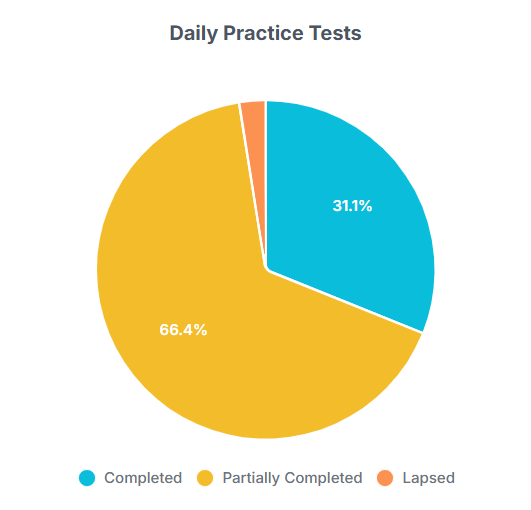 Daily Practice Tests
31.1%
66.4%
Completed Partially Completed Lapsed